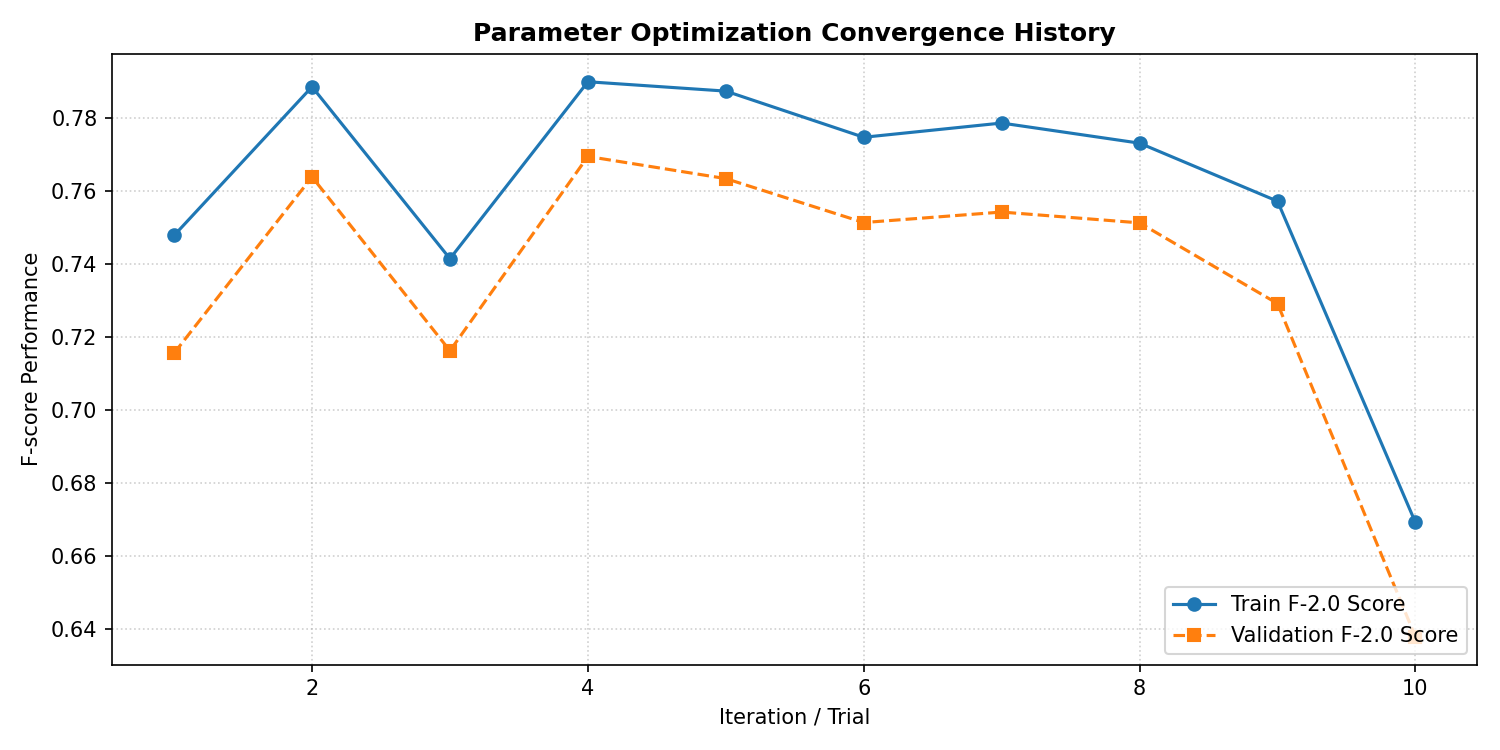 Parameter Optimization Convergence History
F-score Performance
0.78
0.76
0.74
0.72
0.70
0.68
0.66
0.64
Train F-2.0 Score
Validation F-2.0 Score
2
4
6
8
10
Iteration / Trial